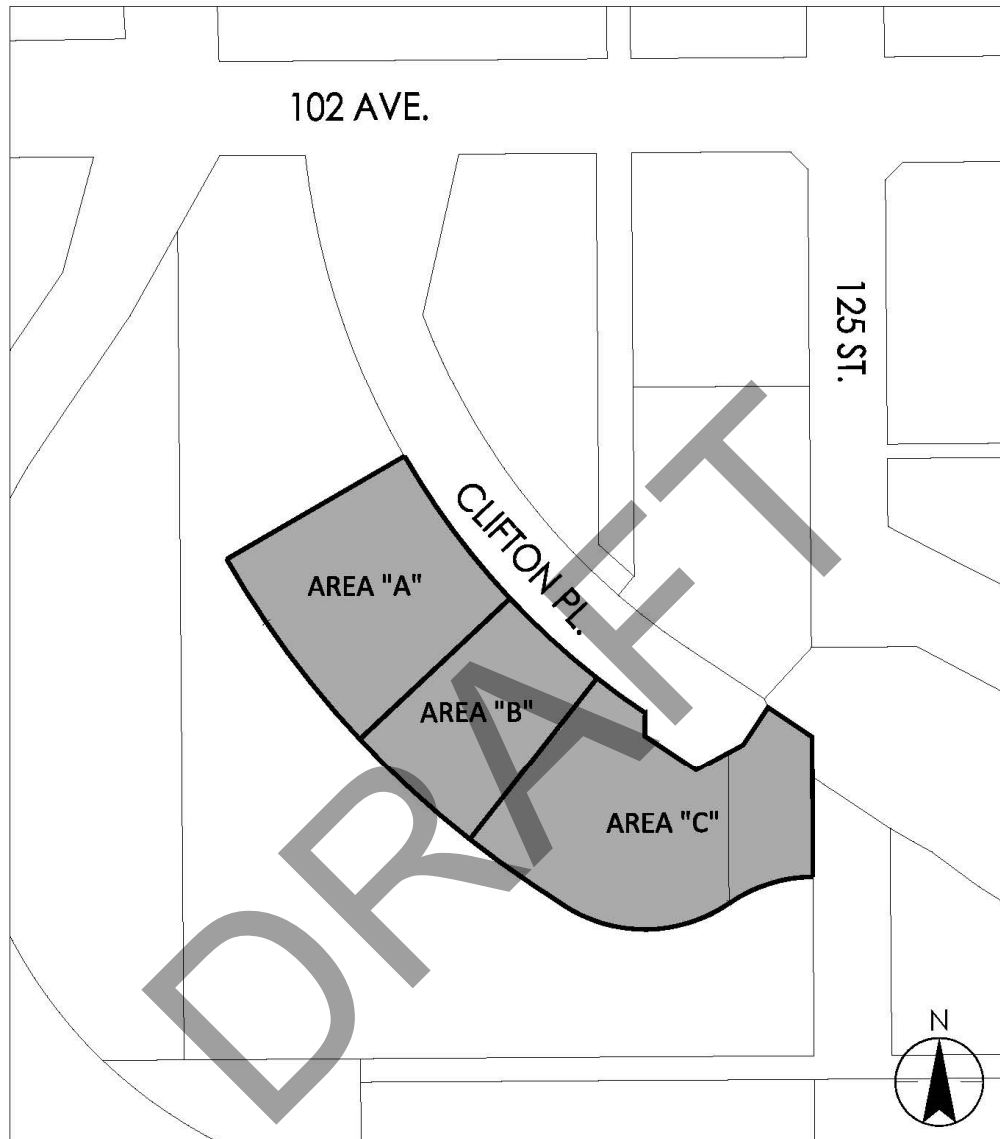 102 AVE.
125 ST.
CLIFTON PL.
AREA "A"
AREA "B"
AREA "C"
DRAFT
N